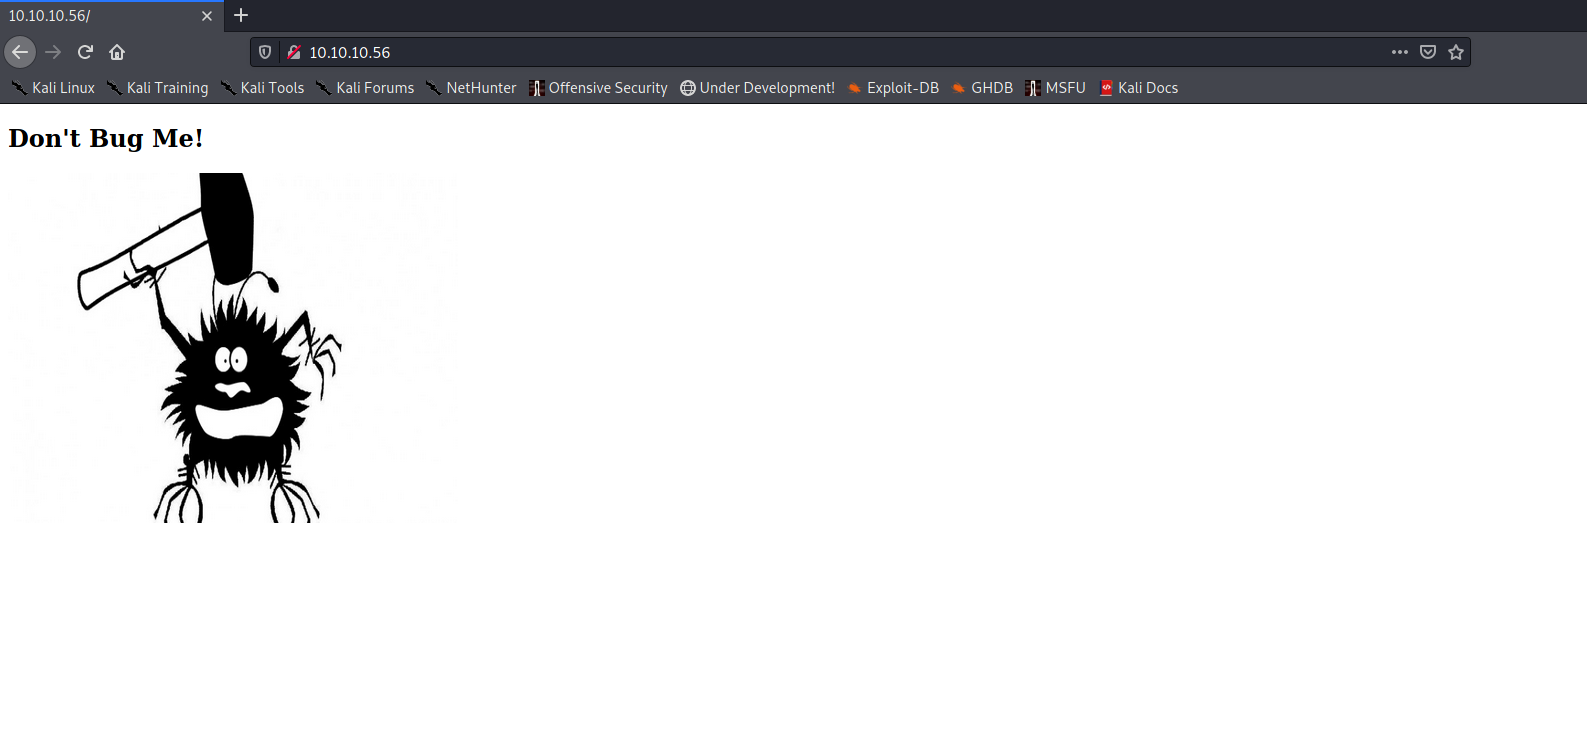 10.10.10.56/
10.10.10.56
Kali Linux Kali Training Kali Tools Kali Forums NetHunter Offensive Security Under Development! Exploit-DB GHDB MSFU Kali Docs
Don't Bug Me!